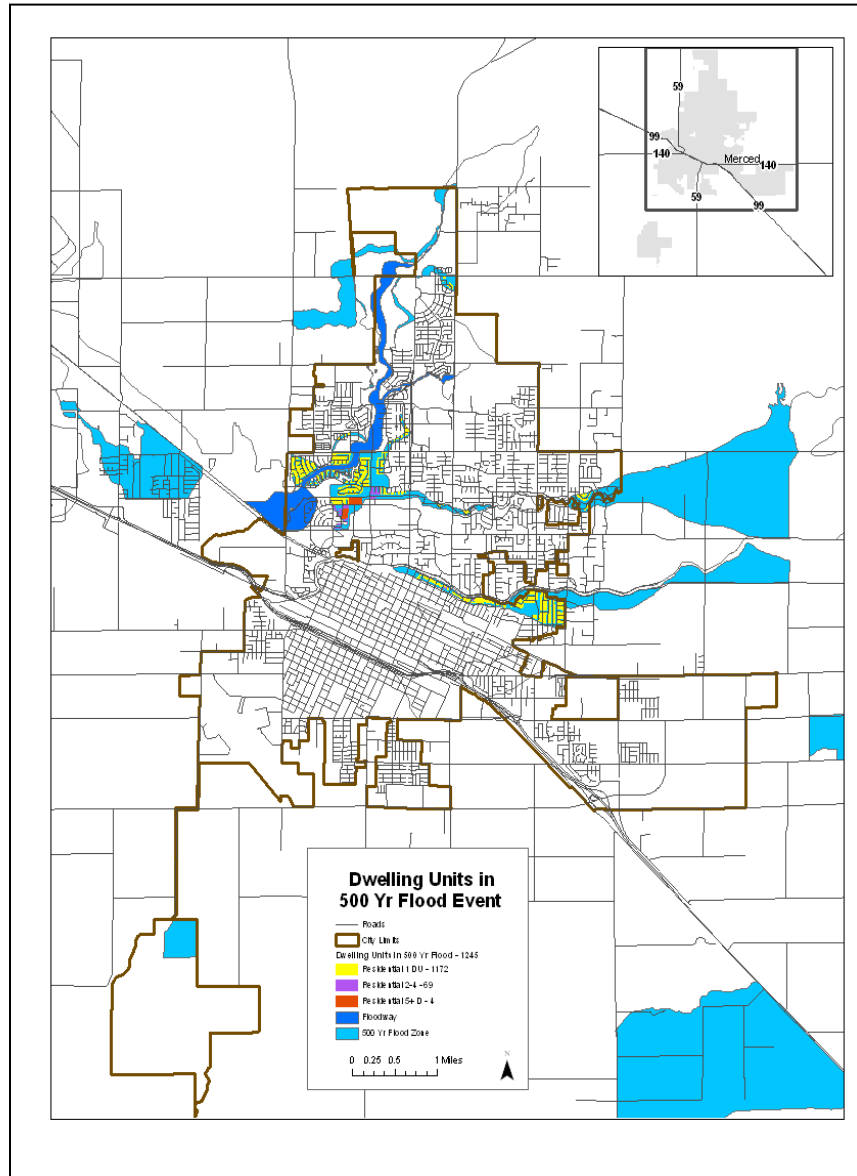 59
99
140
Merced
140
59
99
Dwelling Units in
500 Yr Flood Event
Roads
City Limits
Dwelling Units in 500 Yr Flood - 1245
Residential 1 DU - 1172
Residential 2-4 - 69
Residential 5+ D - 4
Floodway
500 Yr Flood Zone
0 0.25 0.5 1 Miles
N